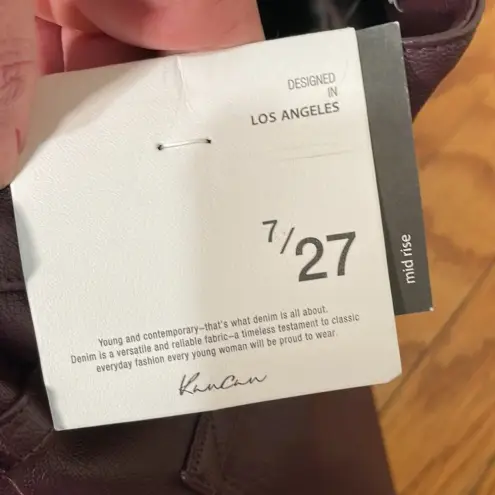 DESIGNED
IN
LOS ANGELES
7/27
Young and contemporary–that's what denim is all about.
Denim is a versatile and reliable fabric–a timeless testament to classic
everyday fashion every young woman will be proud to wear.
KanCan
mid rise